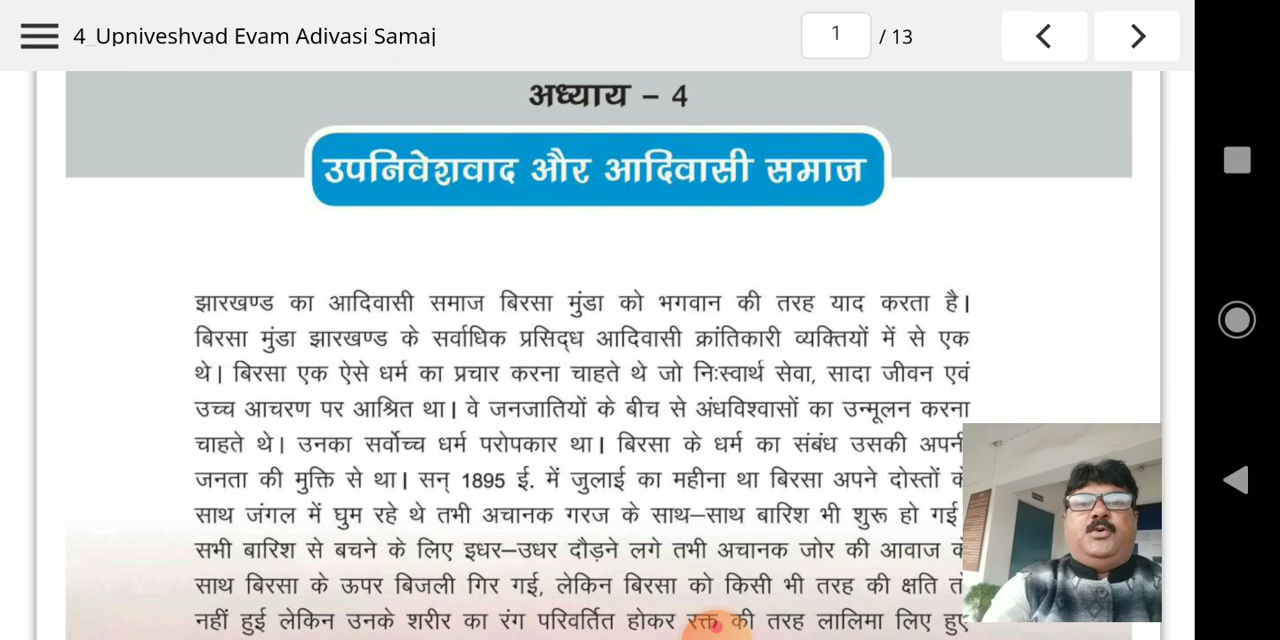 4_Upniveshvad Evam Adivasi Samaj
1 / 13
अध्याय – 4
उपनिवेशवाद और आदिवासी समाज
झारखण्ड का आदिवासी समाज बिरसा मुंडा को भगवान की तरह याद करता है।
बिरसा मुंडा झारखण्ड के सर्वाधिक प्रसिद्ध आदिवासी क्रांतिकारी व्यक्तियों में से एक
थे। बिरसा एक ऐसे धर्म का प्रचार करना चाहते थे जो निःस्वार्थ सेवा, सादा जीवन एवं
उच्च आचरण पर आश्रित था। वे जनजातियों के बीच से अंधविश्वासों का उन्मूलन करना
चाहते थे। उनका सर्वोच्च धर्म परोपकार था। बिरसा के धर्म का संबंध उसकी अपनी
जनता की मुक्ति से था। सन् 1895 ई. में जुलाई का महीना था बिरसा अपने दोस्तों
साथ जंगल में घुम रहे थे तभी अचानक गरज के साथ–साथ बारिश भी शुरू हो गई
सभी बारिश से बचने के लिए इधर–उधर दौड़ने लगे तभी अचानक जोर की आवाज
साथ बिरसा के ऊपर बिजली गिर गई, लेकिन बिरसा को किसी भी तरह की क्षति
नहीं हुई लेकिन उनके शरीर का रंग परिवर्तित होकर रक्त की तरह लालिमा लिए हुए